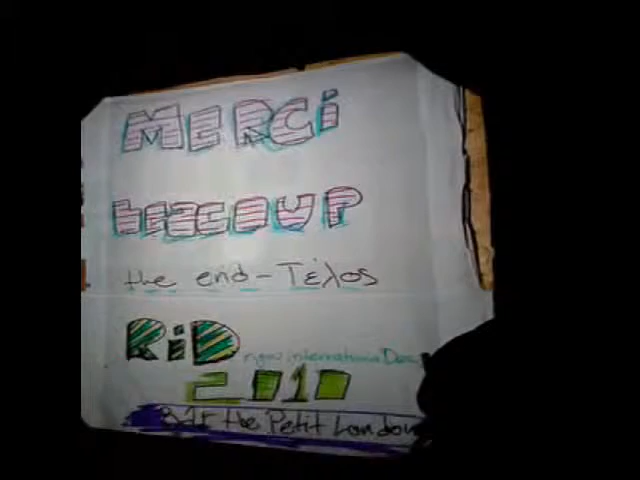 MERCI
bEACOUP
the end - Τέλος
RiD
2010
the Petit London